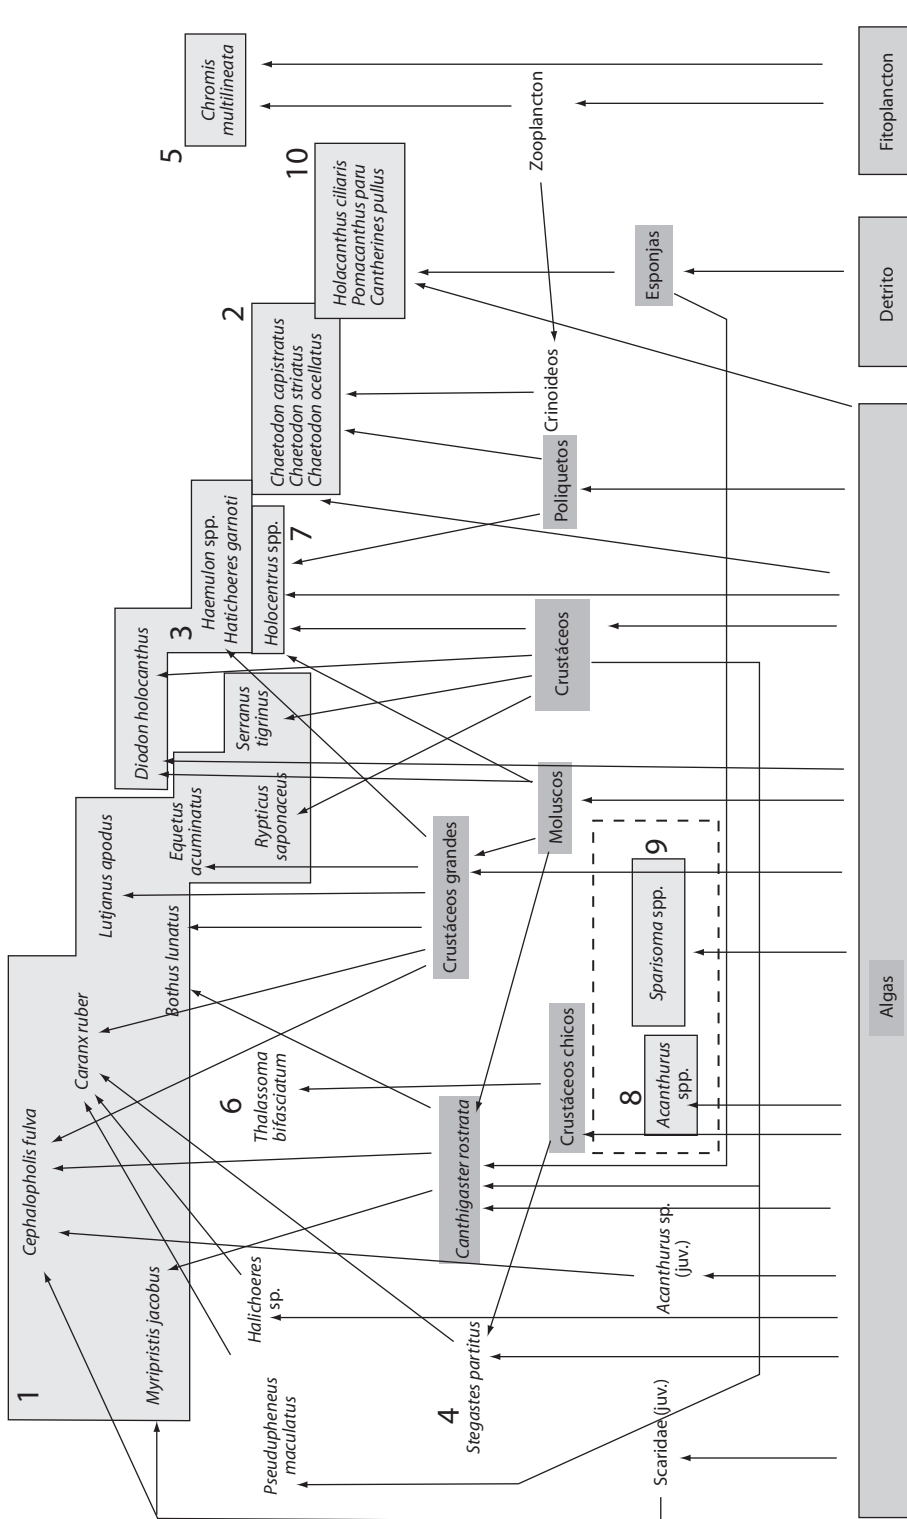 1
Cephalopholis fulva
Caranx ruber
Lutjanus apodus
Myripristis jacobus
Bothus lunatus
Equetus
acuminatus
Rypticus
saponaceus
Serranus
tigrinus
Diodon holocanthus
3
Haemulon spp.
Hatichoeres garnoti
Holocentrus spp.
7
2
Chaetodon capistratus
Chaetodon striatus
Chaetodon ocellatus
10
Holacanthus ciliaris
Pomacanthus paru
Cantherines pullus
5
Chromis
multilineata
Pseudupheneus
maculatus
Halichoeres
sp.
6
Thalassoma
bifasciatum
4
Stegastes partitus
Canthigaster rostrata
Crustáceos grandes
Crustáceos chicos
Moluscos
Crustáceos
Poliquetos
Crinoideos
Zooplancton
Scaridae (juv.)
Acanthurus sp.
(juv.)
8
Acanthurus
spp.
9
Sparisoma spp.
Esponjas
Algas
Detrito
Fitoplancton